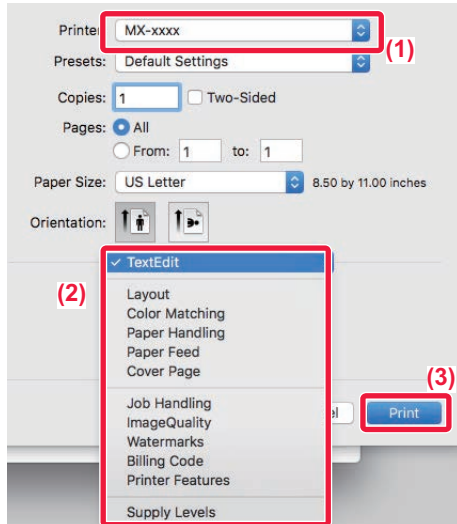 Printer: MX-xxxx
(1)
Presets: Default Settings
Copies: 1 Two-Sided
Pages: All
From: 1 to: 1
Paper Size: US Letter 8.50 by 11.00 inches
Orientation:
✓ TextEdit
(2)
Layout
Color Matching
Paper Handling
Paper Feed
Cover Page
(3)
Job Handling
ImageQuality
Print
Watermarks
Billing Code
Printer Features
Supply Levels